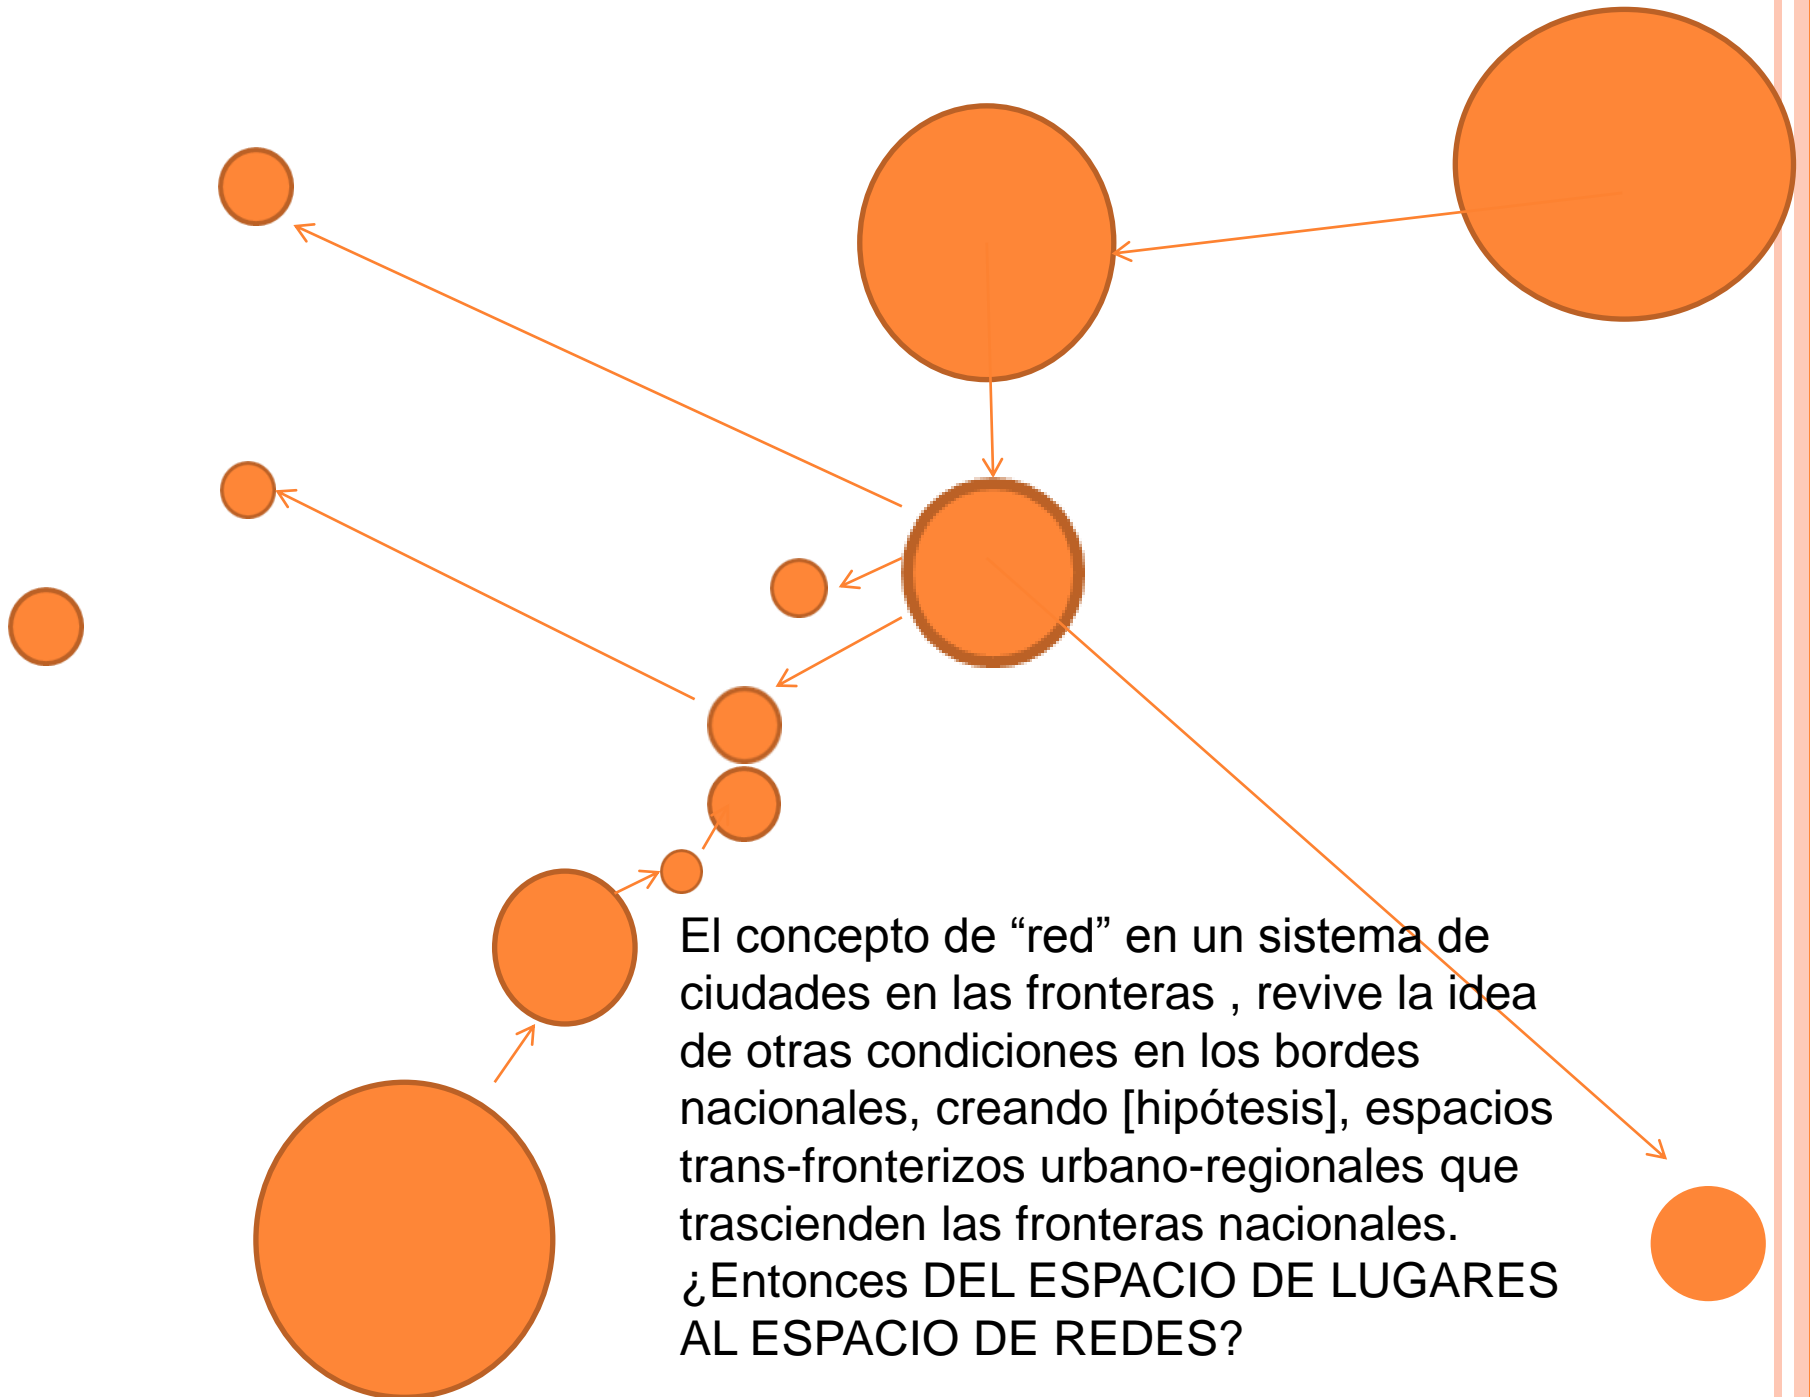 El concepto de “red” en un sistema de
ciudades en las fronteras , revive la idea
de otras condiciones en los bordes
nacionales, creando [hipótesis], espacios
trans-fronterizos urbano-regionales que
trascienden las fronteras nacionales.
¿Entonces DEL ESPACIO DE LUGARES
AL ESPACIO DE REDES?